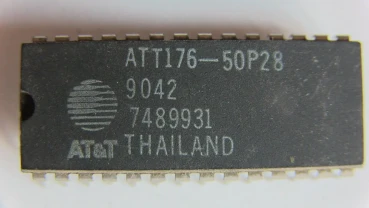 ATT176-50P28
9042
7489931
AT&T THAILAND